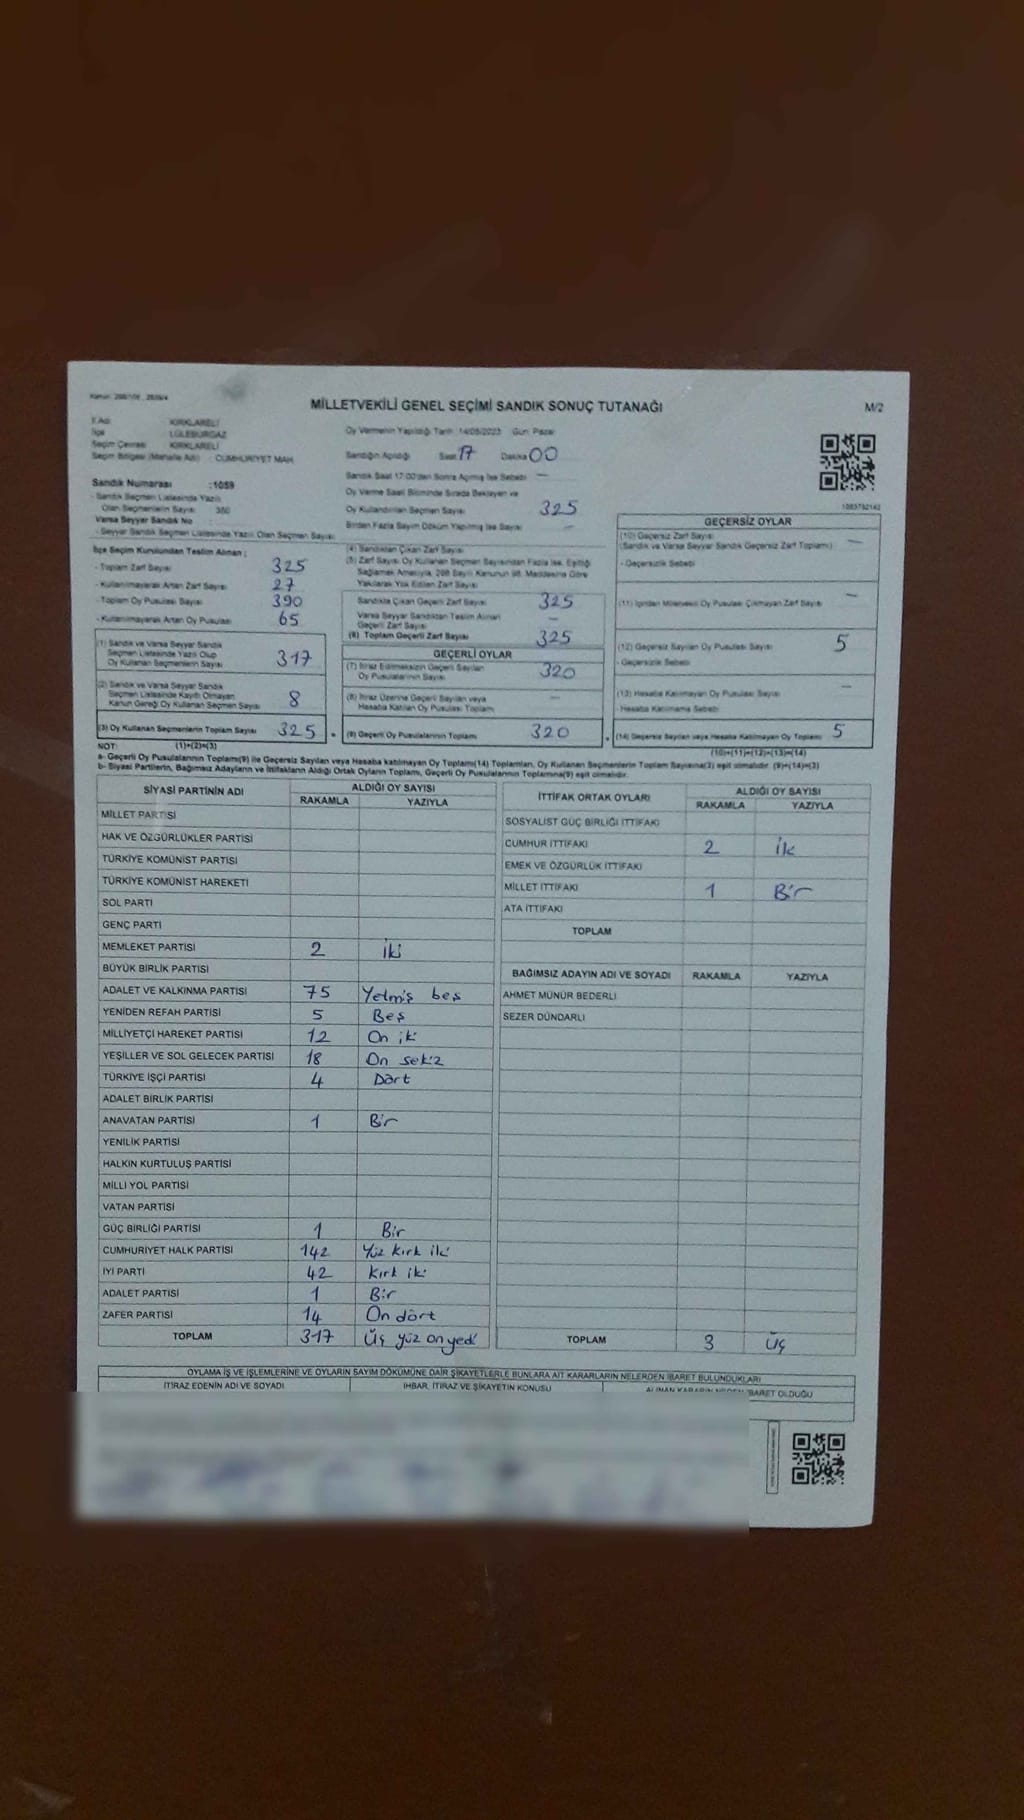 MİLLETVEKİLİ GENEL SEÇİMİ SANDIK SONUÇ TUTANAĞI
M/2
İl Adı KIRKLARELİ
İlçe LÜLEBURGAZ
Seçim Çevresi KIRKLARELİ
Seçim Bölgesi (Mahalle Adı) : CUMHURİYET MAH.
Sandık Numarası :1059
- Sandık Seçmen Listesinde Yazılı
Olan Seçmenlerin Sayısı
Varsa Seyyar Sandık No
- Seyyar Sandık Seçmen Listesinde Yazılı Olan Seçmen Sayısı
Oy Vermenin Yapıldığı Tarih 14/05/2023 Gün Pazar
Sandığın Açıldığı Saat 17 Dakika 00
Sandık Saat 17:00'den Sonra Açılmış İse Sebebi —
Oy Verme Saati Bitiminde Sırada Bekleyen ve
Oy Kullandırılan Seçmen Sayısı 325
Birden Fazla Sayım Döküm Yapılmış İse Sayısı —
İlçe Seçim Kurulundan Teslim Alınan ;
- Toplam Zarf Sayısı 325
- Kullanılmayarak Artan Zarf Sayısı 27
- Toplam Oy Pusulası Sayısı 390
- Kullanılmayarak Artan Oy Pusulası 65
(1) Sandık ve Varsa Seyyar Sandık
Seçmen Listesinde Yazılı Olup
Oy Kullanan Seçmenlerin Sayısı 317
(2) Sandık ve Varsa Seyyar Sandık
Seçmen Listesinde Kaydı Olmayan
Kanun Gereği Oy Kullanan Seçmen Sayısı 8
(3) Oy Kullanan Seçmenlerin Toplam Sayısı 325
(4) Sandıktan Çıkan Zarf Sayısı
(5) Zarf Sayısı Oy Kullanan Seçmen Sayısından Fazla ise, Eşitliği
Sağlamak Amacıyla, 298 Sayılı Kanunun 98. Maddesine Göre
Yakılarak Yok Edilen Zarf Sayısı
Sandıkta Çıkan Geçerli Zarf Sayısı 325
Varsa Seyyar Sandıktan Teslim Alınan
Geçerli Zarf Sayısı —
(6) Toplam Geçerli Zarf Sayısı 325
GEÇERLİ OYLAR
(7) İtiraz Edilmeksizin Geçerli Sayılan
Oy Pusulalarının Sayısı 320
(8) İtiraz Üzerine Geçerli Sayılan veya
Hesaba Katılan Oy Pusulası Toplamı —
(9) Geçerli Oy Pusulalarının Toplamı 320
1083732142
GEÇERSİZ OYLAR
(10) Geçersiz Zarf Sayısı —
(Sandık ve Varsa Seyyar Sandık Geçersiz Zarf Toplamı)
- Geçersizlik Sebebi
(11) İçinden Milletvekili Oy Pusulası Çıkmayan Zarf Sayısı —
(12) Geçersiz Sayılan Oy Pusulası Sayısı 5
- Geçersizlik Sebebi
(13) Hesaba Katılmayan Oy Pusulası Sayısı —
- Hesaba Katılmama Sebebi
(14) Geçersiz Sayılan veya Hesaba Katılmayan Oy Toplamı 5
NOT: (1)+(2)=(3)
(10)+(11)+(12)+(13)=(14)
a- Geçerli Oy Pusulalarının Toplamı(9) ile Geçersiz Sayılan veya Hesaba katılmayan Oy Toplamı(14) Toplamları, Oy Kullanan Seçmenlerin Toplam Sayısına(3) eşit olmalıdır. (9)+(14)=(3)
b- Siyasi Partilerin, Bağımsız Adayların ve İttifakların Aldığı Ortak Oyların Toplamı, Geçerli Oy Pusulalarının Toplamına(9) eşit olmalıdır.
SİYASİ PARTİNİN ADI ALDIĞI OY SAYISI
RAKAMLA YAZIYLA
MİLLET PARTİSİ
HAK VE ÖZGÜRLÜKLER PARTİSİ
TÜRKİYE KOMÜNİST PARTİSİ
TÜRKİYE KOMÜNİST HAREKETİ
SOL PARTİ
GENÇ PARTİ
MEMLEKET PARTİSİ 2 iki
BÜYÜK BİRLİK PARTİSİ
ADALET VE KALKINMA PARTİSİ 75 Yetmiş beş
YENİDEN REFAH PARTİSİ 5 Beş
MİLLİYETÇİ HAREKET PARTİSİ 12 On iki
YEŞİLLER VE SOL GELECEK PARTİSİ 18 On sekiz
TÜRKİYE İŞÇİ PARTİSİ 4 Dört
ADALET BİRLİK PARTİSİ
ANAVATAN PARTİSİ 1 Bir
YENİLİK PARTİSİ
HALKIN KURTULUŞ PARTİSİ
MİLLİ YOL PARTİSİ
VATAN PARTİSİ
GÜÇ BİRLİĞİ PARTİSİ 1 Bir
CUMHURİYET HALK PARTİSİ 142 Yüz kırk iki
İYİ PARTİ 42 Kırk iki
ADALET PARTİSİ 1 Bir
ZAFER PARTİSİ 14 On dört
TOPLAM 317 Üç yüz on yedi
İTTİFAK ORTAK OYLARI ALDIĞI OY SAYISI
RAKAMLA YAZIYLA
SOSYALİST GÜÇ BİRLİĞİ İTTİFAKI
CUMHUR İTTİFAKI 2 İki
EMEK VE ÖZGÜRLÜK İTTİFAKI
MİLLET İTTİFAKI 1 Bir
ATA İTTİFAKI
TOPLAM
BAĞIMSIZ ADAYIN ADI VE SOYADI RAKAMLA YAZIYLA
AHMET MÜNÜR BEDERLİ
SEZER DÜNDARLI
TOPLAM 3 Üç
OYLAMA İŞ VE İŞLEMLERİNE VE OYLARIN SAYIM DÖKÜMÜNE DAİR ŞİKAYETLERLE BUNLARA AİT KARARLARIN NELERDEN İBARET BULUNDUKLARI
İTİRAZ EDENİN ADI VE SOYADI İHBAR, İTİRAZ VE ŞİKAYETİN KONUSU ALINAN KARARIN NEDEN İBARET OLDUĞU